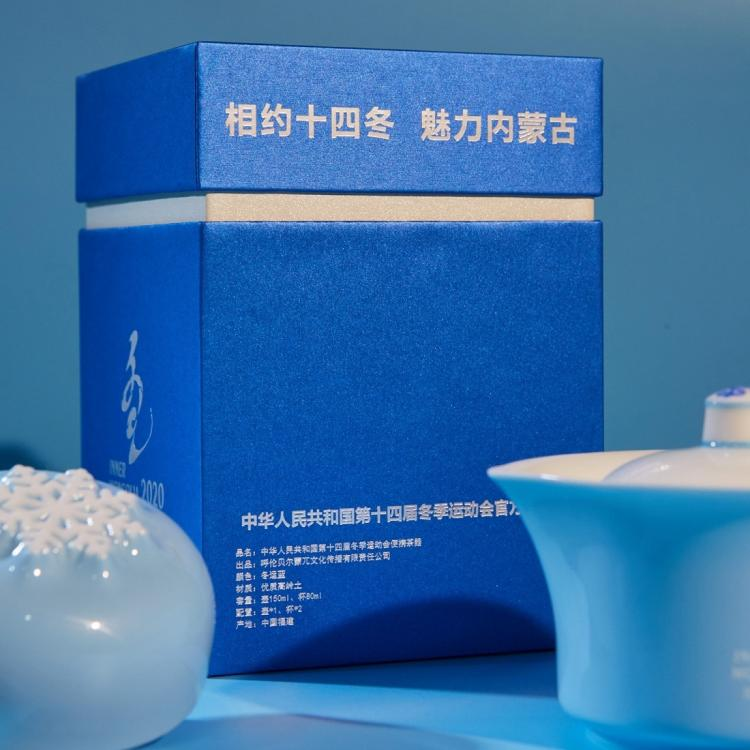 相约十四冬 魅力内蒙古
INNER
2020
中华人民共和国第十四届冬季运动会官方
品名：中华人民共和国第十四届冬季运动会便携茶器
出品：呼伦贝尔蒙兀文化传播有限责任公司
颜色：冬运蓝
材质：优质高岭土
容量：壶150ml、杯80ml
配置：壶*1、杯*2
产地：中国福建